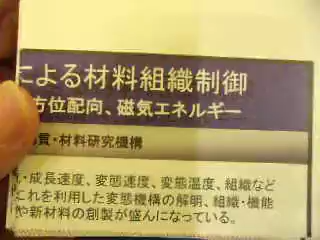 による材料組織制御
方位配向、磁気エネルギー
質・材料研究機構
・成長速度、変態速度、変態温度、組織など
これを利用した変態機構の解明、組織・機能
や新材料の創製が盛んになっている。